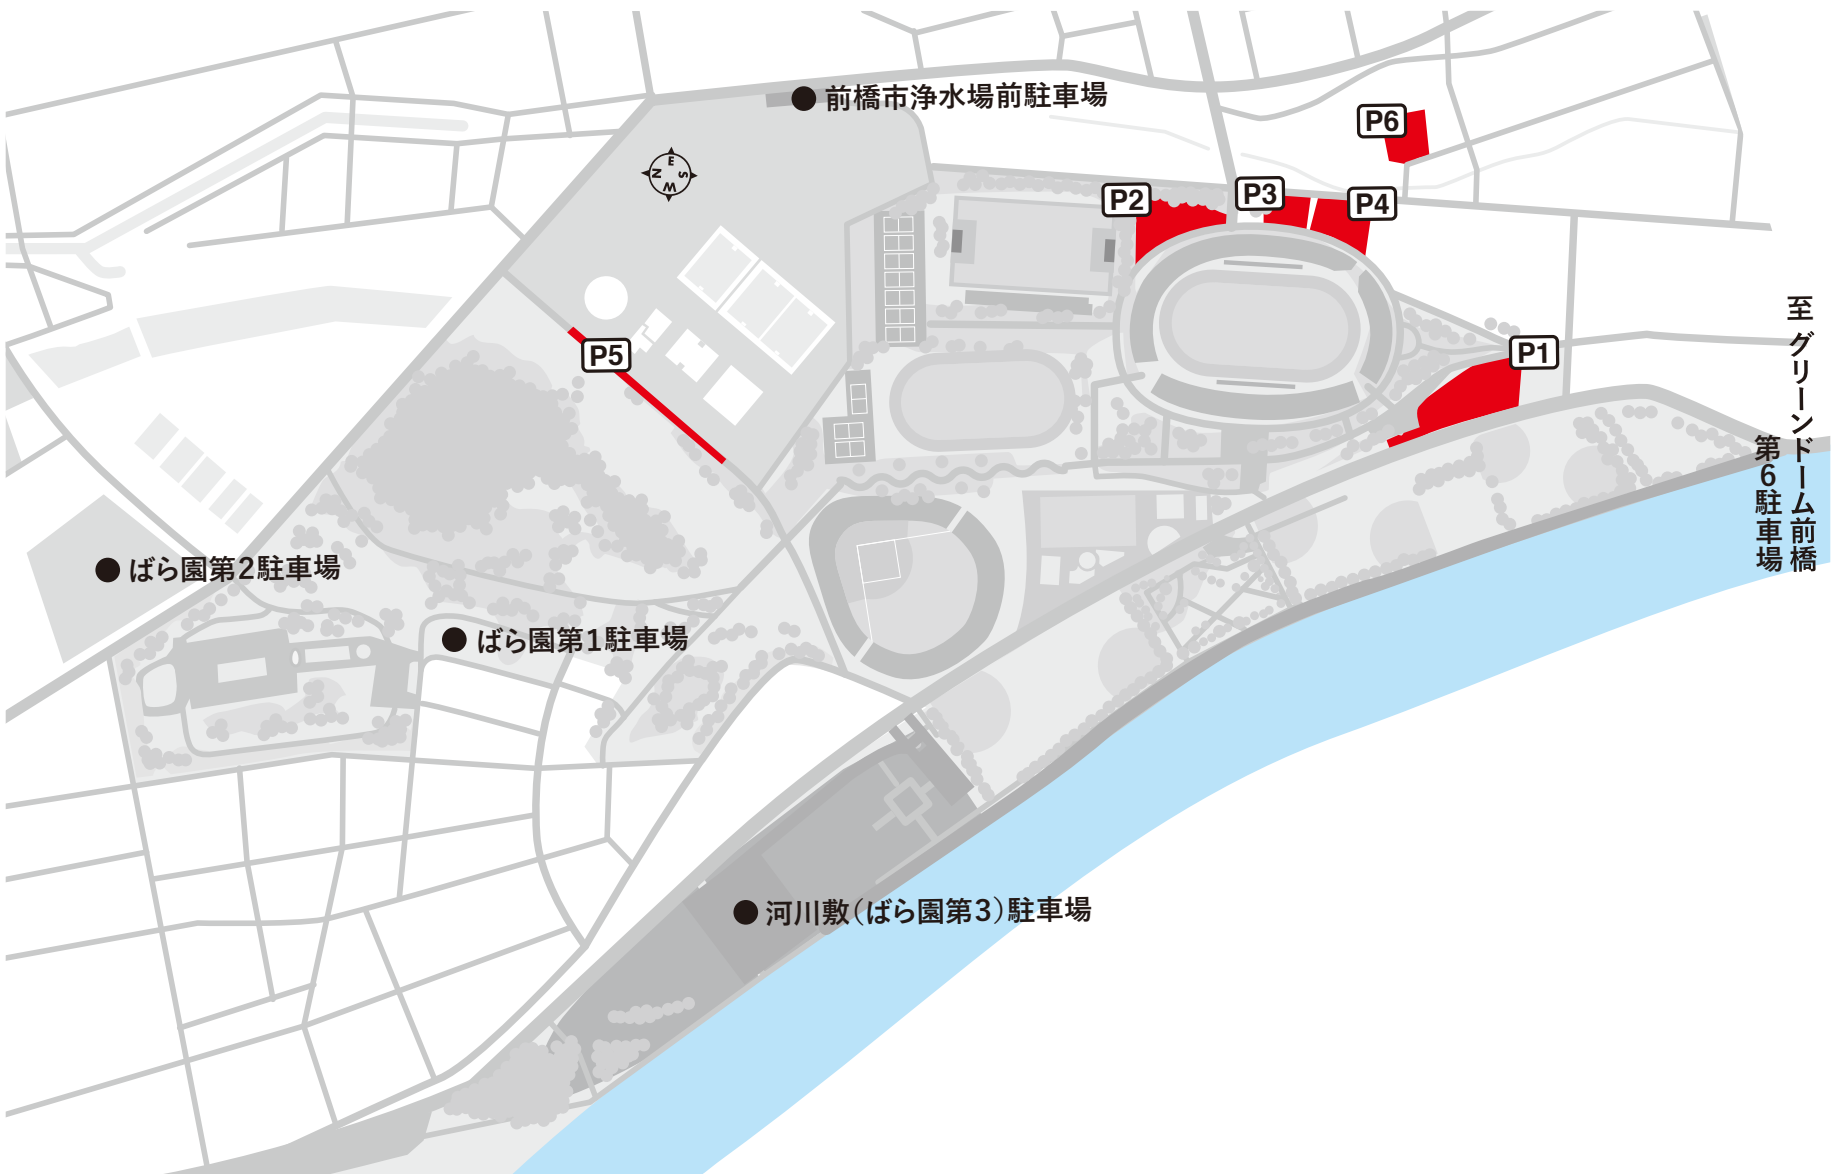 前橋市浄水場前駐車場
P6
E
N
S
W
P2
P3
P4
P5
P1
至 グリーンドーム前橋
第6駐車場
ばら園第2駐車場
ばら園第1駐車場
河川敷(ばら園第3)駐車場